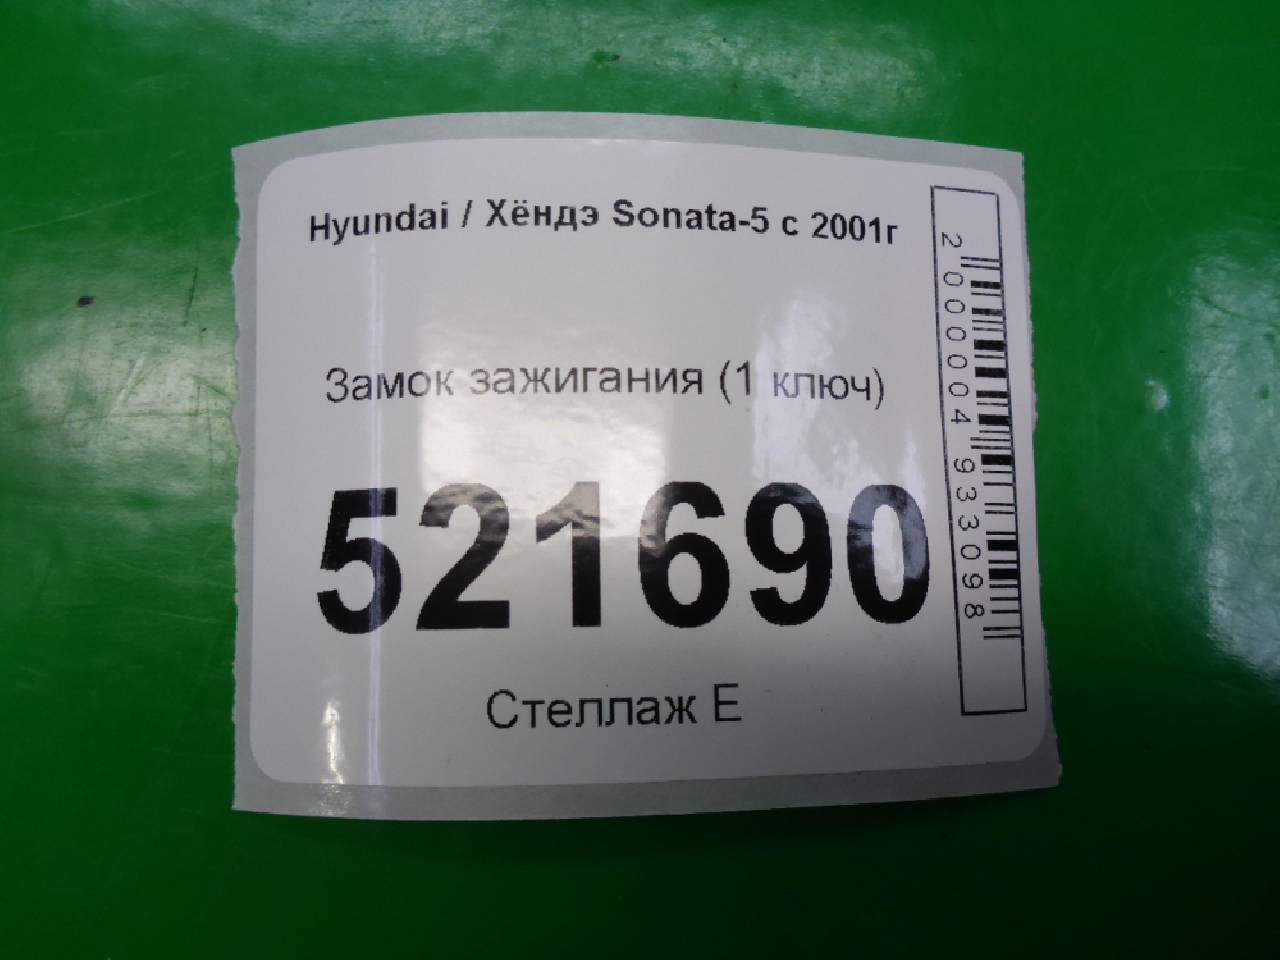 Hyundai / Хёндэ Sonata-5 с 2001г
Замок зажигания (1 ключ)
521690
Стеллаж Е
2000004933098